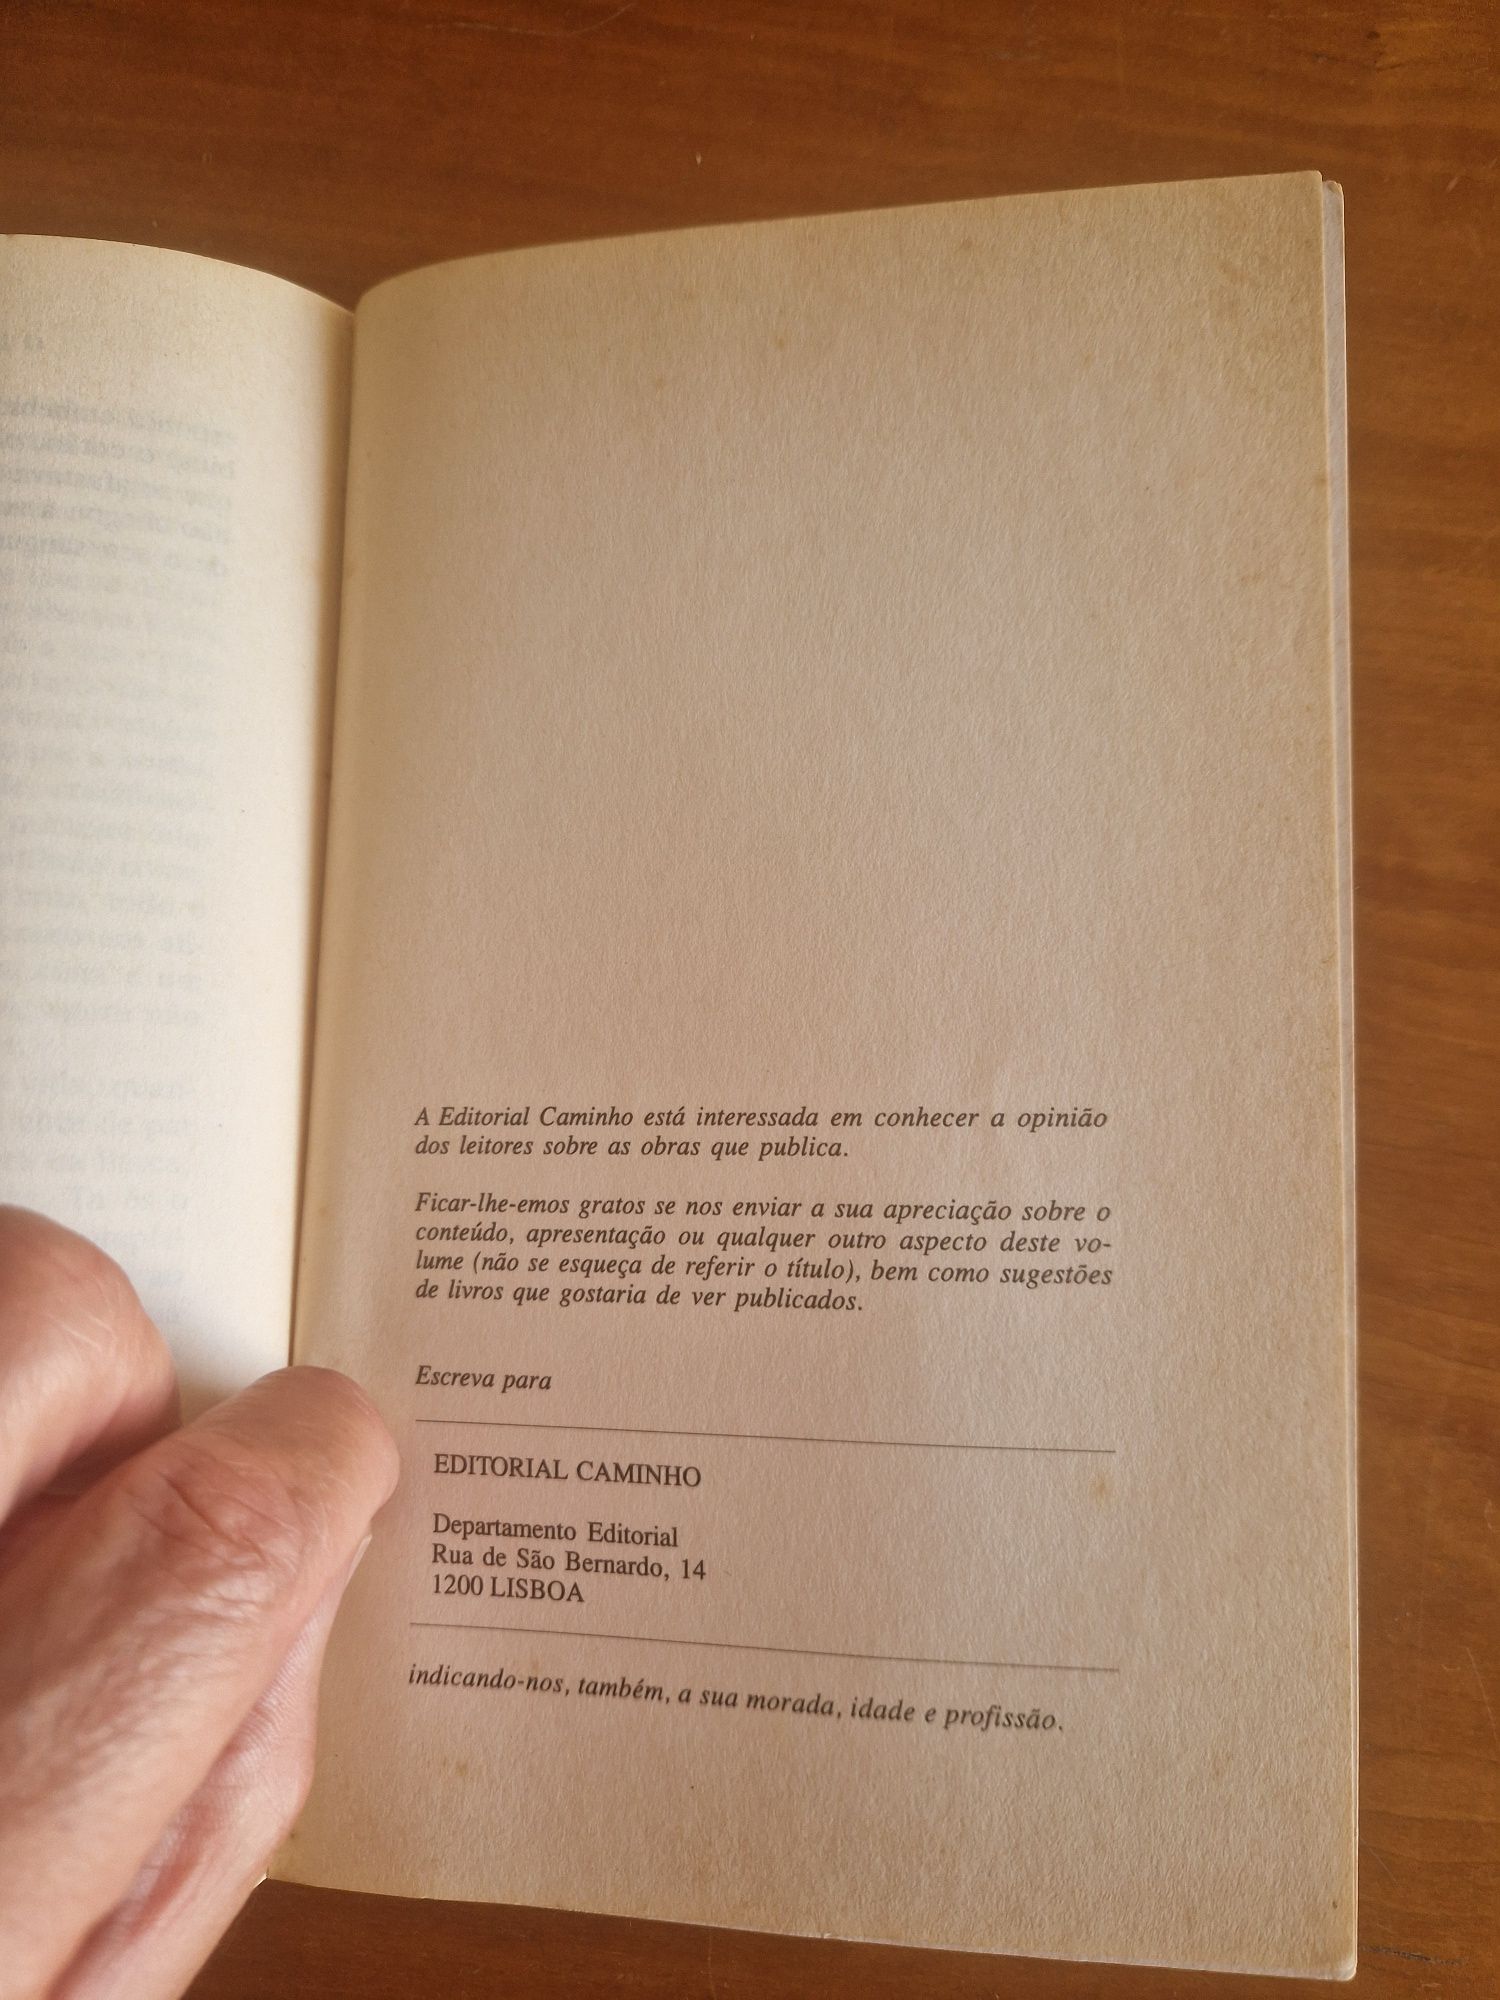 A Editorial Caminho está interessada em conhecer a opinião
dos leitores sobre as obras que publica.
Ficar-lhe-emos gratos se nos enviar a sua apreciação sobre o
conteúdo, apresentação ou qualquer outro aspecto deste vo-
lume (não se esqueça de referir o título), bem como sugestões
de livros que gostaria de ver publicados.
Escreva para
EDITORIAL CAMINHO
Departamento Editorial
Rua de São Bernardo, 14
1200 LISBOA
indicando-nos, também, a sua morada, idade e profissão.